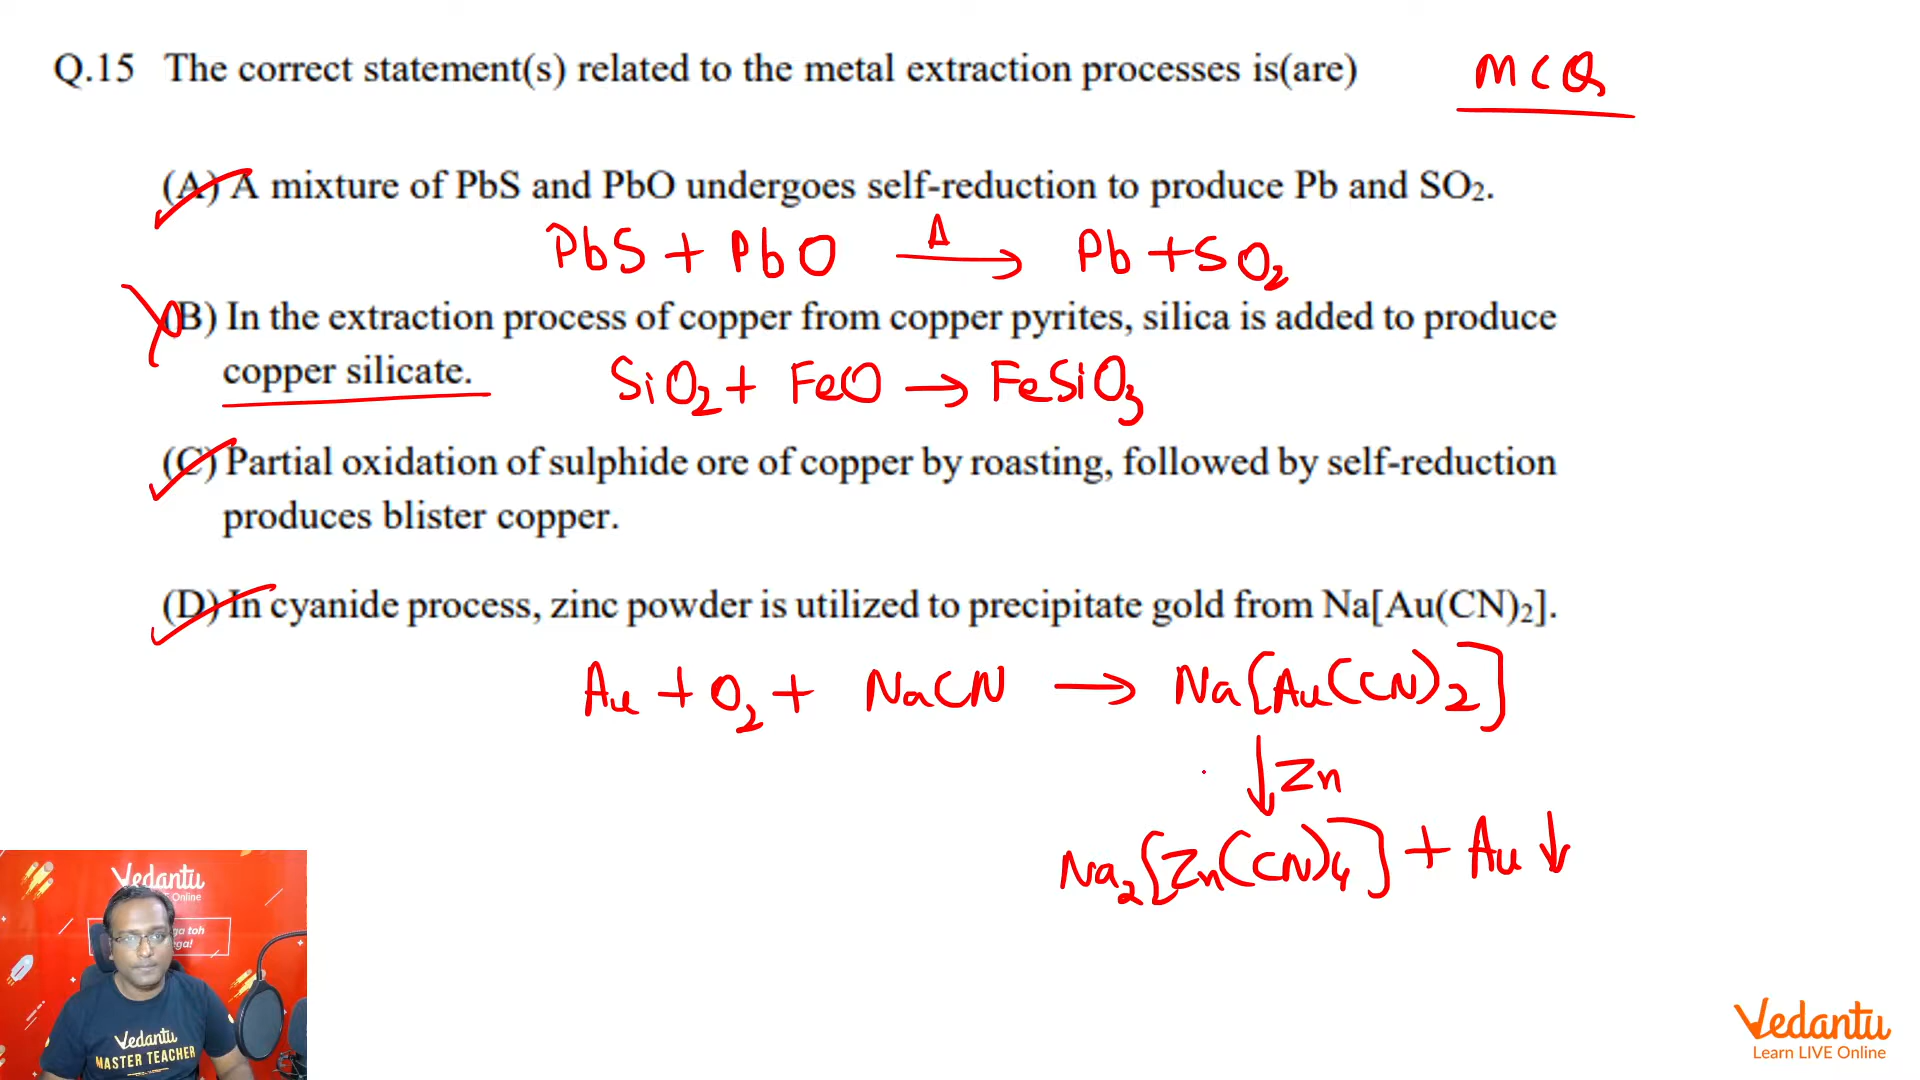 Q.15 The correct statement(s) related to the metal extraction processes is(are)
MCQ
(A) A mixture of PbS and PbO undergoes self-reduction to produce Pb and SO₂.
PbS + PbO →Δ Pb + SO₂
(B) In the extraction process of copper from copper pyrites, silica is added to produce
copper silicate.
SiO₂ + FeO → FeSiO₃
(C) Partial oxidation of sulphide ore of copper by roasting, followed by self-reduction
produces blister copper.
(D) In cyanide process, zinc powder is utilized to precipitate gold from Na[Au(CN)₂].
Au + O₂ + NaCN → Na[Au(CN)₂]
↓ Zn
Na₂[Zn(CN)₄] + Au ↓
Vedantu
Online
ga toh
ega!
Vedantu
MASTER TEACHER
Vedantu
Learn LIVE Online